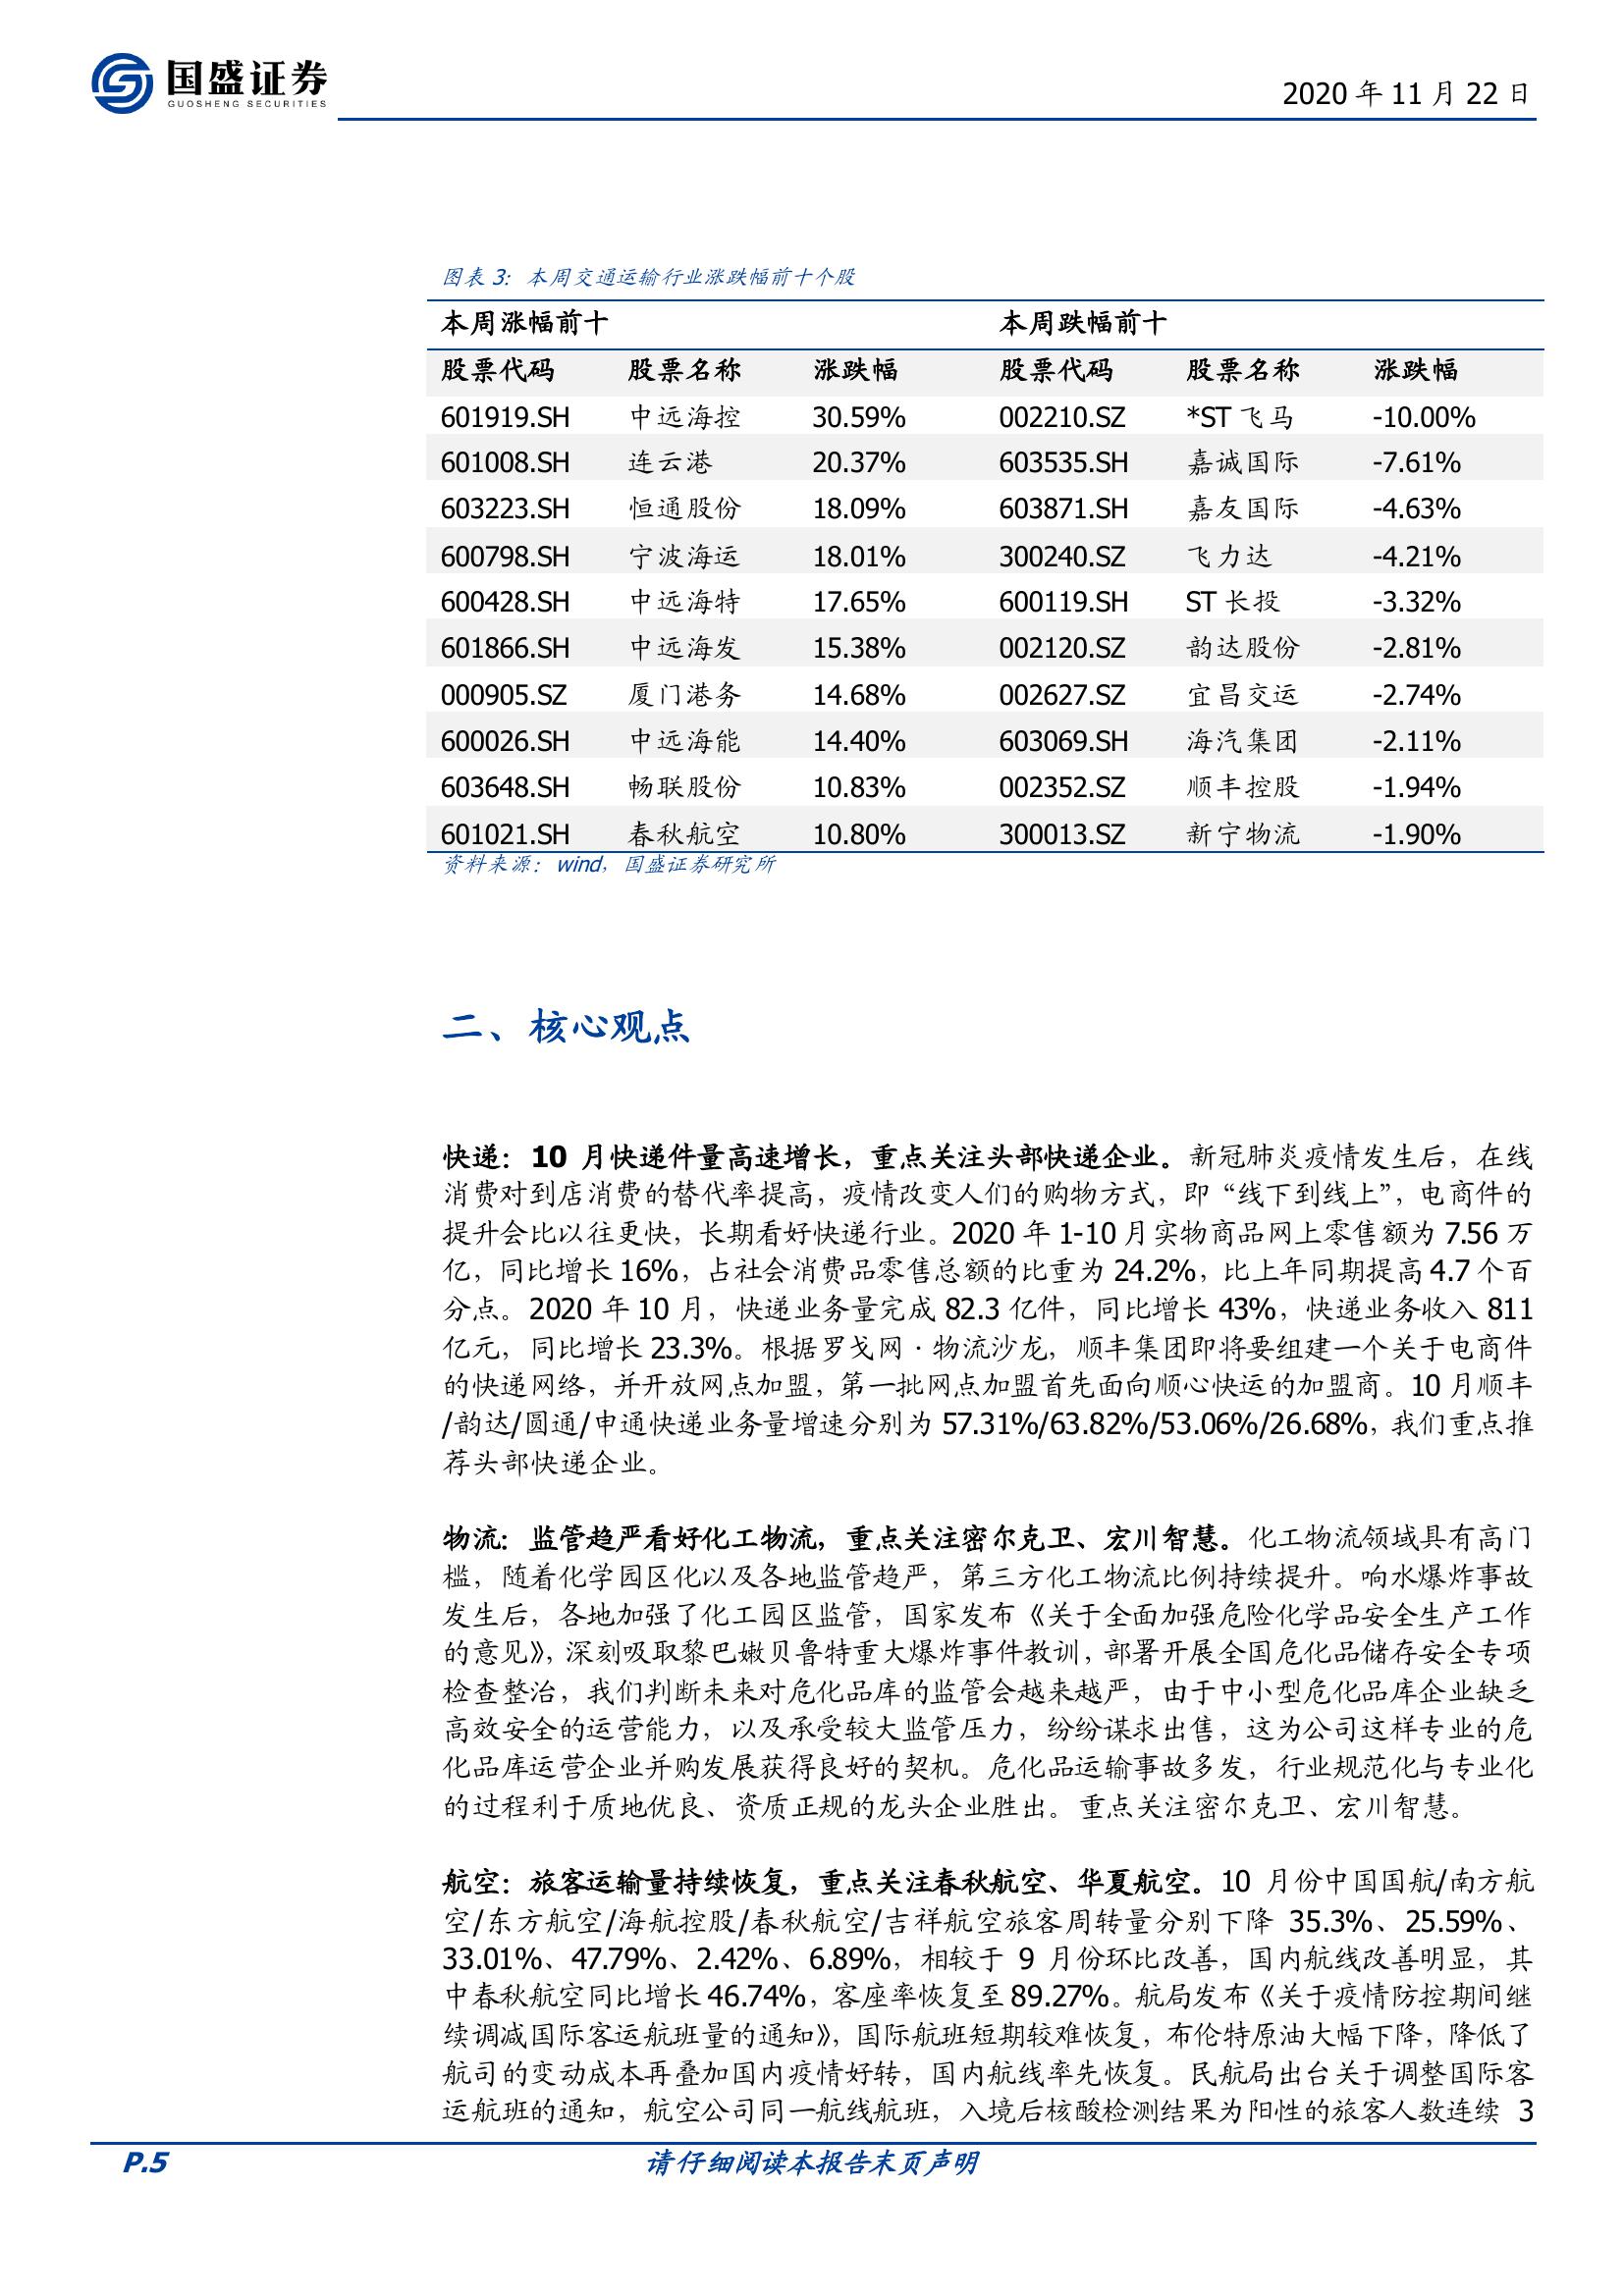 国盛证券
GUOSHENG SECURITIES
2020 年 11 月 22 日
图表 3：本周交通运输行业涨跌幅前十个股
本周涨幅前十 本周跌幅前十
股票代码 股票名称 涨跌幅 股票代码 股票名称 涨跌幅
601919.SH 中远海控 30.59% 002210.SZ *ST 飞马 -10.00%
601008.SH 连云港 20.37% 603535.SH 嘉诚国际 -7.61%
603223.SH 恒通股份 18.09% 603871.SH 嘉友国际 -4.63%
600798.SH 宁波海运 18.01% 300240.SZ 飞力达 -4.21%
600428.SH 中远海特 17.65% 600119.SH ST 长投 -3.32%
601866.SH 中远海发 15.38% 002120.SZ 韵达股份 -2.81%
000905.SZ 厦门港务 14.68% 002627.SZ 宜昌交运 -2.74%
600026.SH 中远海能 14.40% 603069.SH 海汽集团 -2.11%
603648.SH 畅联股份 10.83% 002352.SZ 顺丰控股 -1.94%
601021.SH 春秋航空 10.80% 300013.SZ 新宁物流 -1.90%
资料来源：wind，国盛证券研究所
二、核心观点
快递：10 月快递件量高速增长，重点关注头部快递企业。新冠肺炎疫情发生后，在线
消费对到店消费的替代率提高，疫情改变人们的购物方式，即“线下到线上”，电商件的
提升会比以往更快，长期看好快递行业。2020 年 1-10 月实物商品网上零售额为 7.56 万
亿，同比增长 16%，占社会消费品零售总额的比重为 24.2%，比上年同期提高 4.7 个百
分点。2020 年 10 月，快递业务量完成 82.3 亿件，同比增长 43%，快递业务收入 811
亿元，同比增长 23.3%。根据罗戈网·物流沙龙，顺丰集团即将要组建一个关于电商件
的快递网络，并开放网点加盟，第一批网点加盟首先面向顺心快运的加盟商。10 月顺丰
/韵达/圆通/申通快递业务量增速分别为 57.31%/63.82%/53.06%/26.68%，我们重点推
荐头部快递企业。
物流：监管趋严看好化工物流，重点关注密尔克卫、宏川智慧。化工物流领域具有高门
槛，随着化学园区化以及各地监管趋严，第三方化工物流比例持续提升。响水爆炸事故
发生后，各地加强了化工园区监管，国家发布《关于全面加强危险化学品安全生产工作
的意见》，深刻吸取黎巴嫩贝鲁特重大爆炸事件教训，部署开展全国危化品储存安全专项
检查整治，我们判断未来对危化品库的监管会越来越严，由于中小型危化品库企业缺乏
高效安全的运营能力，以及承受较大监管压力，纷纷谋求出售，这为公司这样专业的危
化品库运营企业并购发展获得良好的契机。危化品运输事故多发，行业规范化与专业化
的过程利于质地优良、资质正规的龙头企业胜出。重点关注密尔克卫、宏川智慧。
航空：旅客运输量持续恢复，重点关注春秋航空、华夏航空。10 月份中国国航/南方航
空/东方航空/海航控股/春秋航空/吉祥航空旅客周转量分别下降 35.3%、25.59%、
33.01%、47.79%、2.42%、6.89%，相较于 9 月份环比改善，国内航线改善明显，其
中春秋航空同比增长 46.74%，客座率恢复至 89.27%。航局发布《关于疫情防控期间继
续调减国际客运航班量的通知》，国际航班短期较难恢复，布伦特原油大幅下降，降低了
航司的变动成本再叠加国内疫情好转，国内航线率先恢复。民航局出台关于调整国际客
运航班的通知，航空公司同一航线航班，入境后核酸检测结果为阳性的旅客人数连续 3
P.5
请仔细阅读本报告末页声明